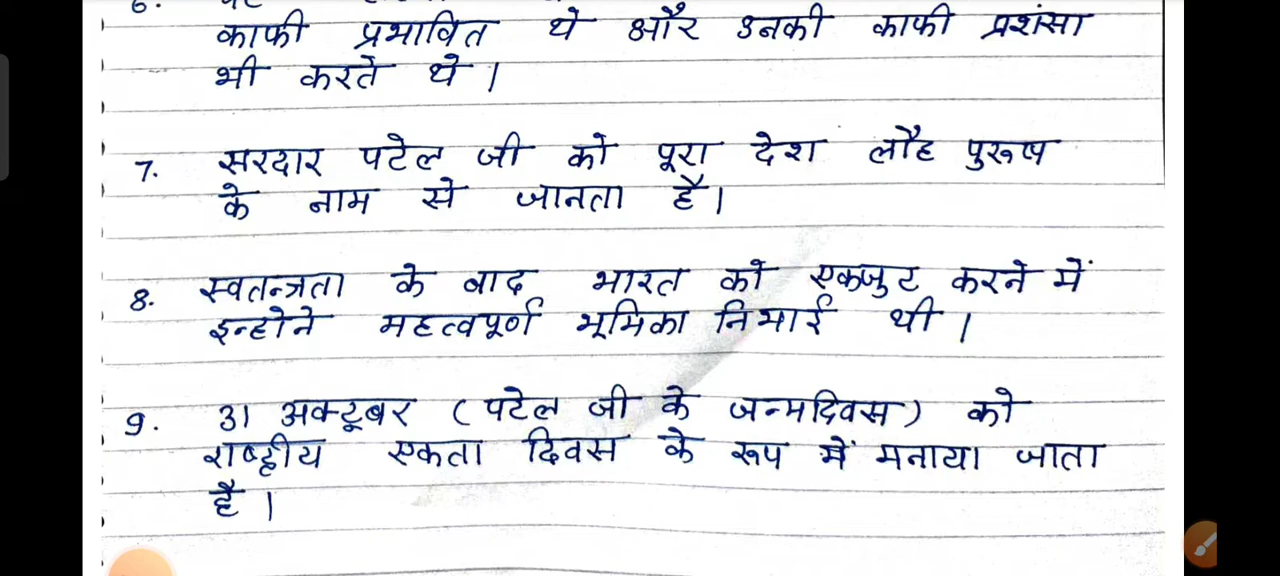 6.
काफी प्रभावित थे और उनकी काफी प्रशंसा
भी करते थे।
7. सरदार पटेल जी को पूरा देश लौह पुरूष
के नाम से जानता है।
8. स्वतन्त्रता के बाद भारत को एकजुट करने में
इन्होने महत्वपूर्ण भूमिका निभाई थी।
9. 31 अक्टूबर (पटेल जी के जन्मदिवस) को
राष्ट्रीय एकता दिवस के रूप में मनाया जाता
है।